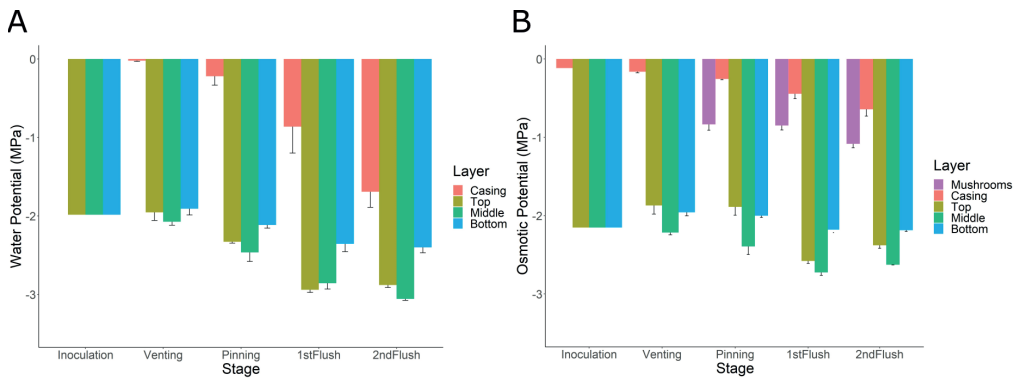 A
0
-1
-2
-3
Water Potential (MPa)
Inoculation Venting Pinning 1stFlush 2ndFlush
Stage
Layer
Casing
Top
Middle
Bottom
B
0
-1
-2
-3
Osmotic Potential (MPa)
Inoculation Venting Pinning 1stFlush 2ndFlush
Stage
Layer
Mushrooms
Casing
Top
Middle
Bottom